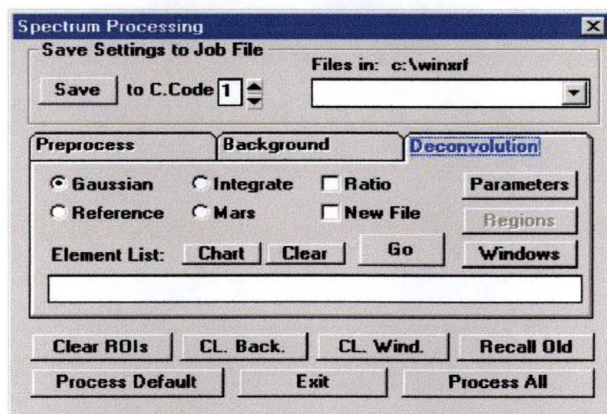 Spectrum Processing
Save Settings to Job File
Files in: c:\winxrf
Save to C.Code 1
Preprocess Background Deconvolution
Gaussian Integrate Ratio Parameters
Reference Mars New File Regions
Element List: Chart Clear Go Windows
Clear ROIs CL. Back. CL. Wind. Recall Old
Process Default Exit Process All